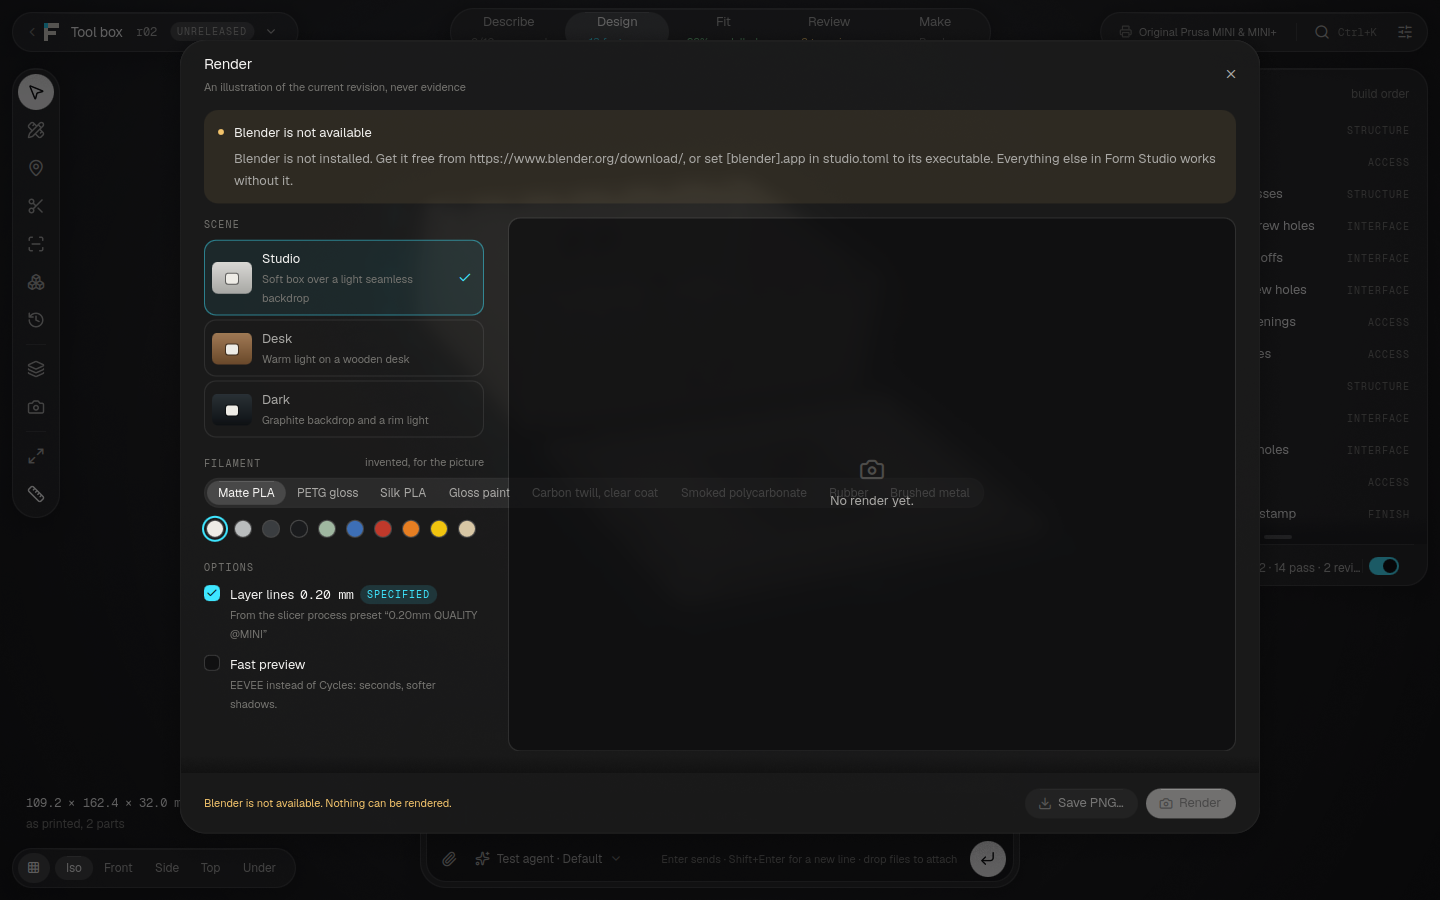 Tool box r02 UNRELEASED
Describe Design Fit Review Make
Original Prusa MINI & MINI+ Ctrl+K
Render
An illustration of the current revision, never evidence
Blender is not available
Blender is not installed. Get it free from https://www.blender.org/download/, or set [blender].app in studio.toml to its executable. Everything else in Form Studio works
without it.
SCENE
Studio
Soft box over a light seamless
backdrop
Desk
Warm light on a wooden desk
Dark
Graphite backdrop and a rim light
FILAMENT invented, for the picture
Matte PLA PETG gloss Silk PLA Gloss paint Carbon twill, clear coat Smoked polycarbonate Rubber Brushed metal
No render yet.
OPTIONS
Layer lines 0.20 mm SPECIFIED
From the slicer process preset “0.20mm QUALITY
@MINI”
Fast preview
EEVEE instead of Cycles: seconds, softer
shadows.
Blender is not available. Nothing can be rendered.
Save PNG… Render
build order
STRUCTURE
ACCESS
STRUCTURE
holes INTERFACE
INTERFACE
holes INTERFACE
ACCESS
ACCESS
STRUCTURE
INTERFACE
INTERFACE
ACCESS
stamp FINISH
2 · 14 pass · 2 revi…
109.2 × 162.4 × 32.0
as printed, 2 parts
Iso Front Side Top Under
Test agent · Default Enter sends · Shift+Enter for a new line · drop files to attach